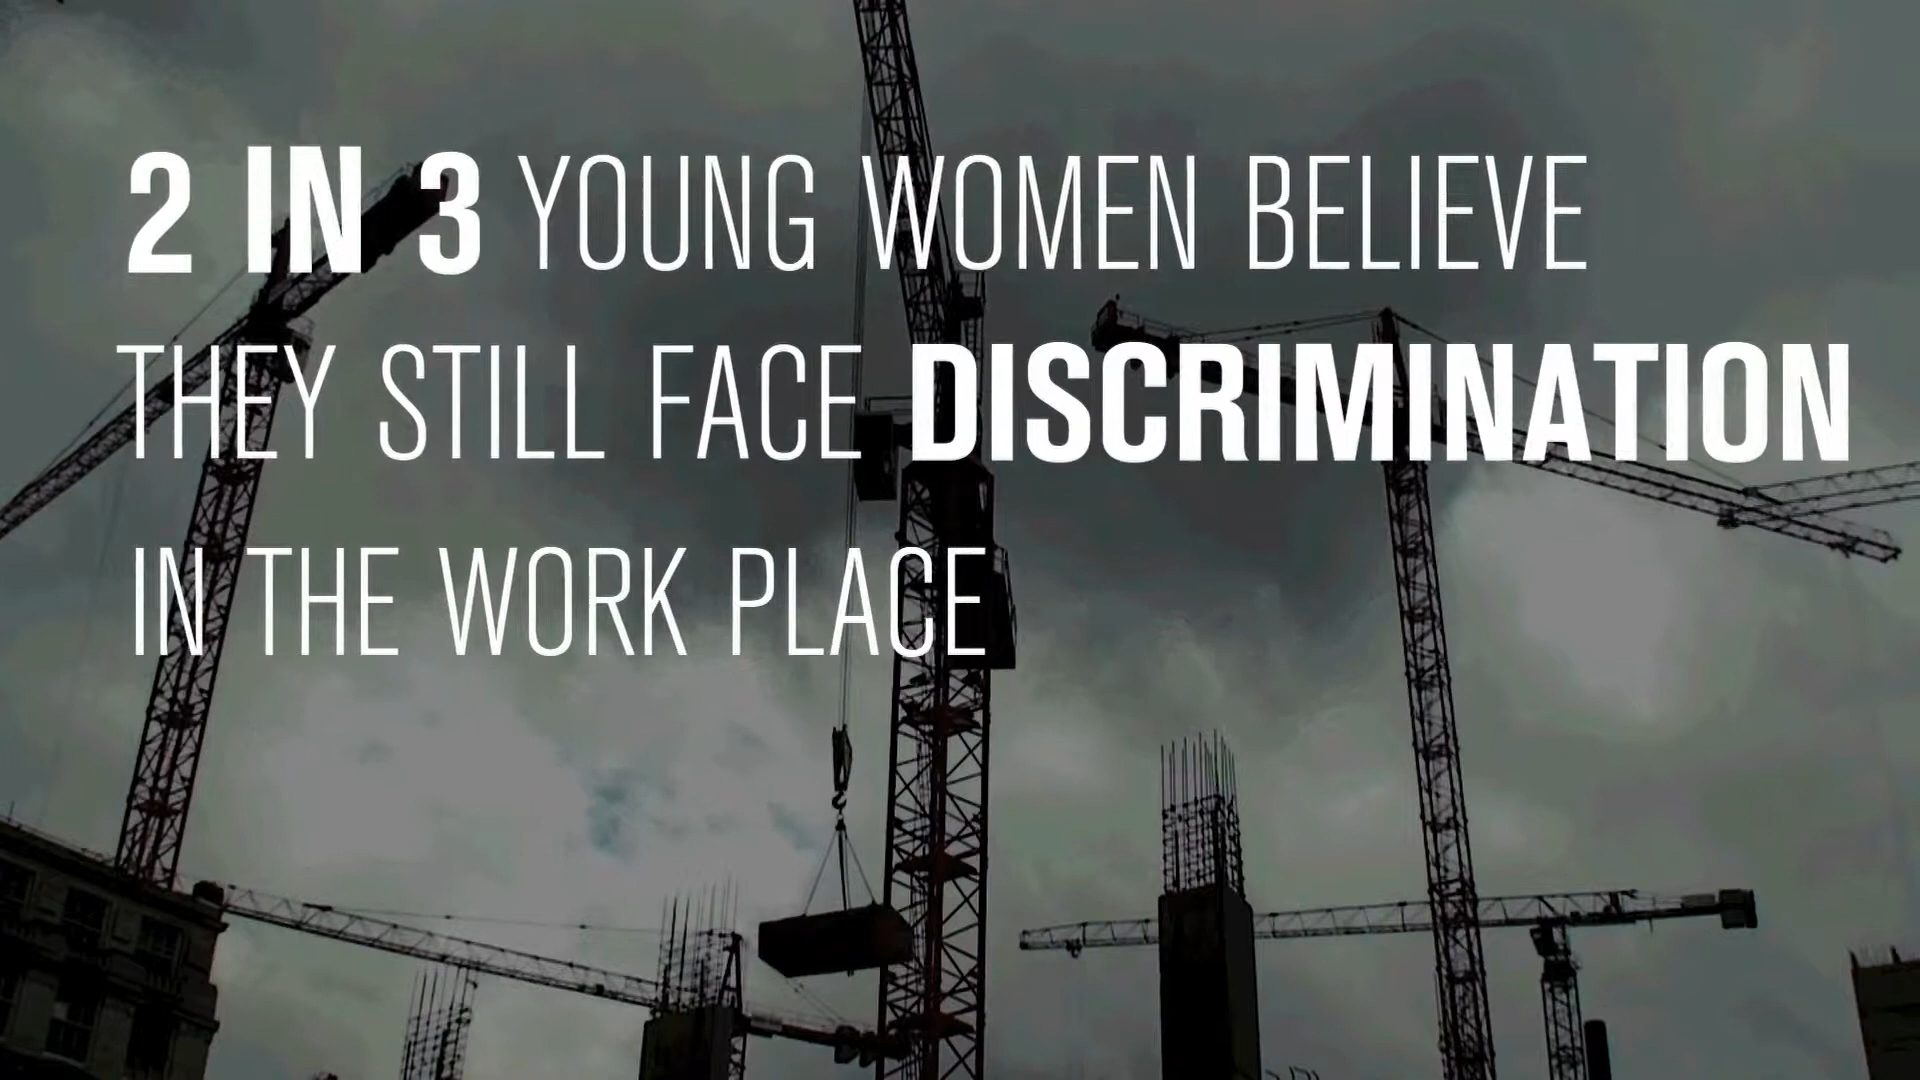 2 IN 3 YOUNG WOMEN BELIEVE
THEY STILL FACE DISCRIMINATION
IN THE WORK PLACE